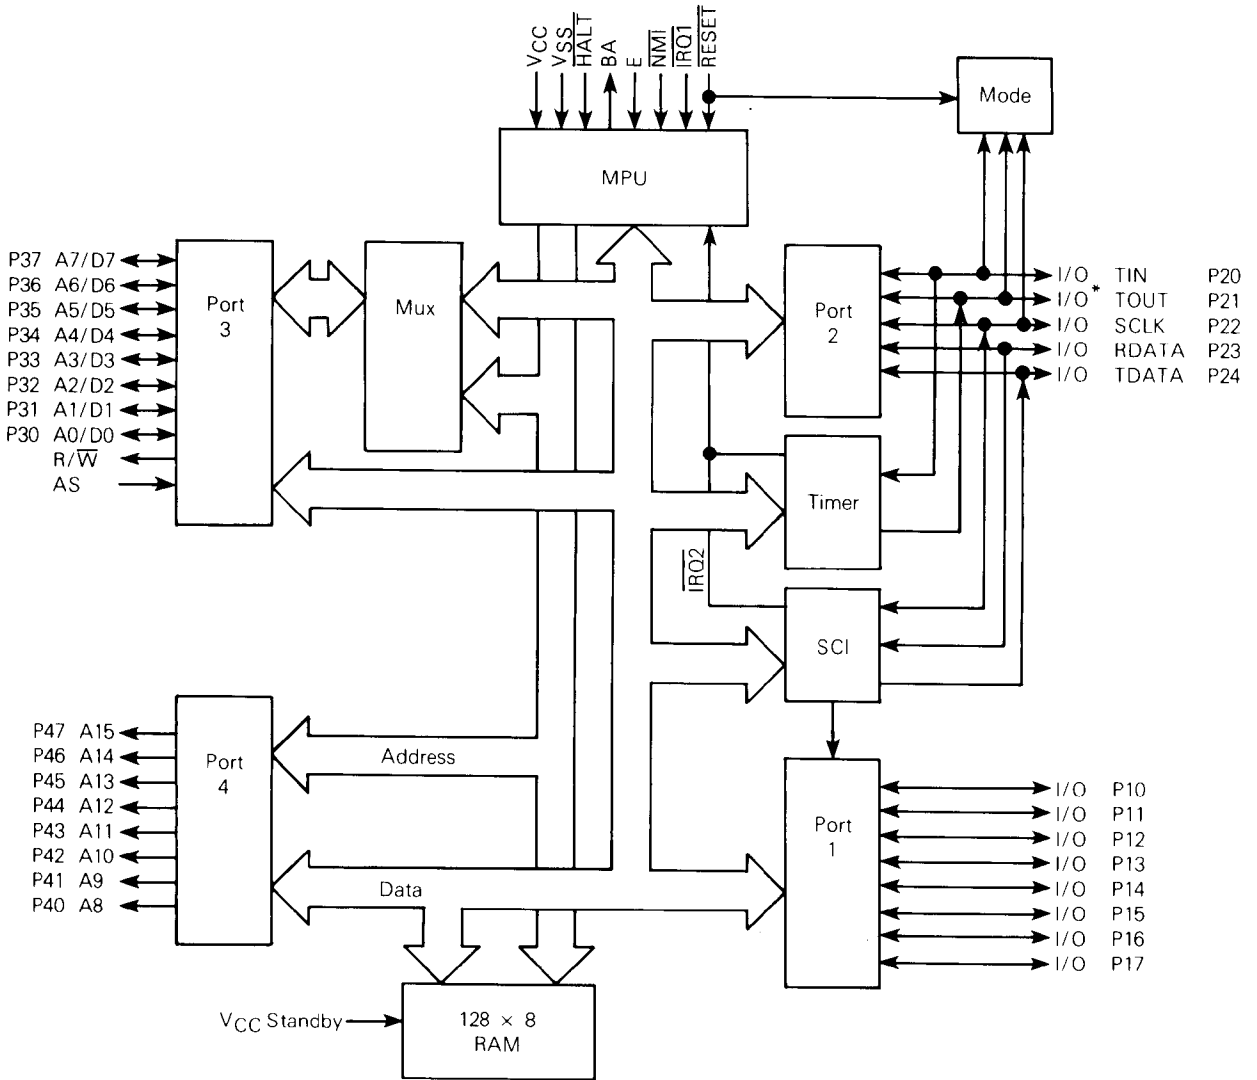 VCC
VSS
HALT
BA
E
NMI
IRQ1
RESET
Mode
MPU
P37 A7/D7
P36 A6/D6
P35 A5/D5
P34 A4/D4
P33 A3/D3
P32 A2/D2
P31 A1/D1
P30 A0/D0
R/W
AS
Port
3
Mux
Port
2
I/O TIN P20
I/O* TOUT P21
I/O SCLK P22
I/O RDATA P23
I/O TDATA P24
Timer
IRQ2
SCI
P47 A15
P46 A14
P45 A13
P44 A12
P43 A11
P42 A10
P41 A9
P40 A8
Port
4
Address
Data
Port
1
I/O P10
I/O P11
I/O P12
I/O P13
I/O P14
I/O P15
I/O P16
I/O P17
VCC Standby
128 × 8
RAM